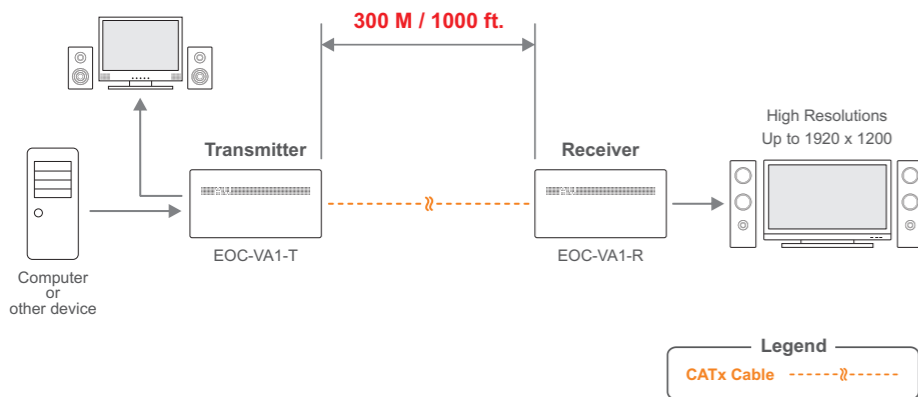 300 M / 1000 ft.
High Resolutions
Up to 1920 x 1200
Transmitter
Receiver
EOC-VA1-T
EOC-VA1-R
Computer
or
other device
Legend
CATx Cable